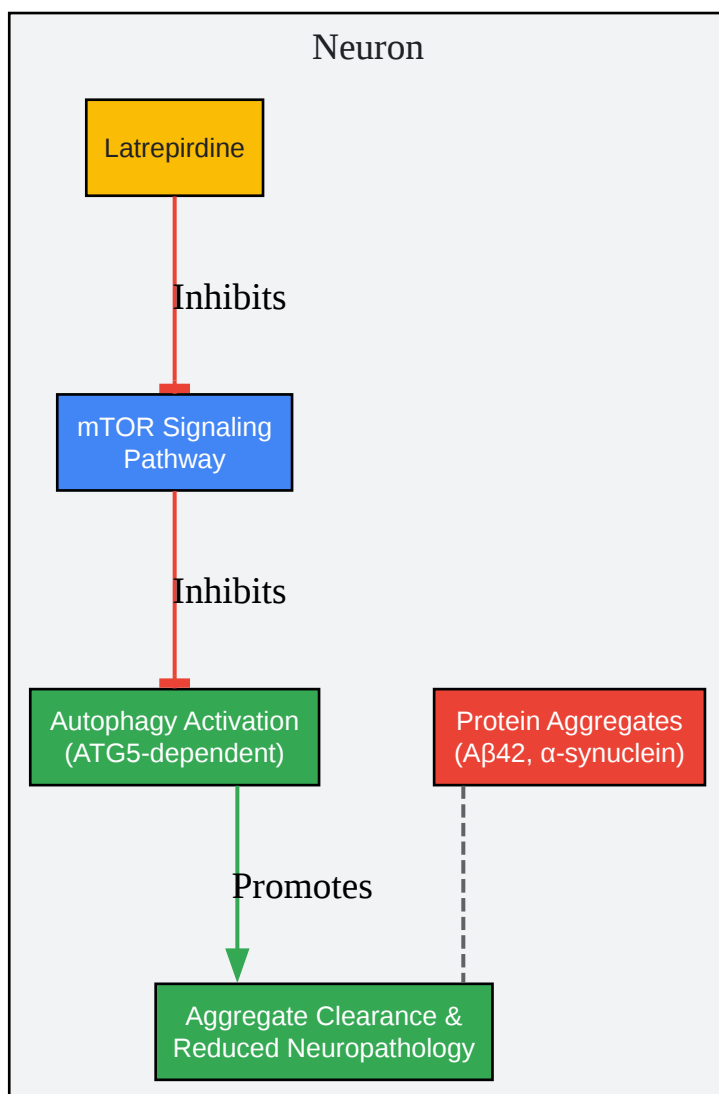 Neuron
Latrepirdine
Inhibits
mTOR Signaling
Pathway
Inhibits
Autophagy Activation
(ATG5-dependent)
Protein Aggregates
(Aβ42, α-synuclein)
Promotes
Aggregate Clearance &
Reduced Neuropathology